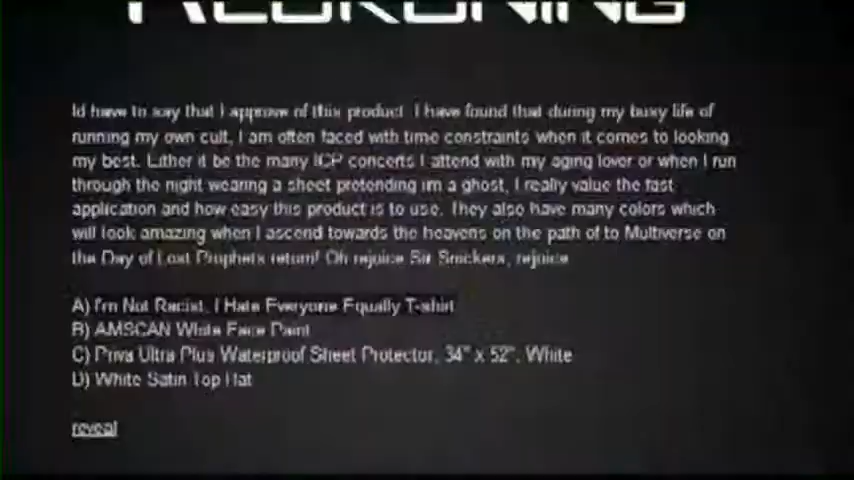 RECKONING
Id have to say that I approve of this product. I have found that during my busy life of
running my own cult, I am often faced with time constraints when it comes to looking
my best. Either it be the many ICP concerts I attend with my aging lover or when I run
through the night wearing a sheet pretending im a ghost, I really value the fast
application and how easy this product is to use. They also have many colors which
will look amazing when I ascend towards the heavens on the path of to Multiverse on
the Day of Lost Prophets return! Oh rejoice Sir Snickers, rejoice
A) I'm Not Racist, I Hate Everyone Equally T-shirt
B) AMSCAN White Face Paint
C) Priva Ultra Plus Waterproof Sheet Protector, 34" x 52", White
D) White Satin Top Hat
reveal